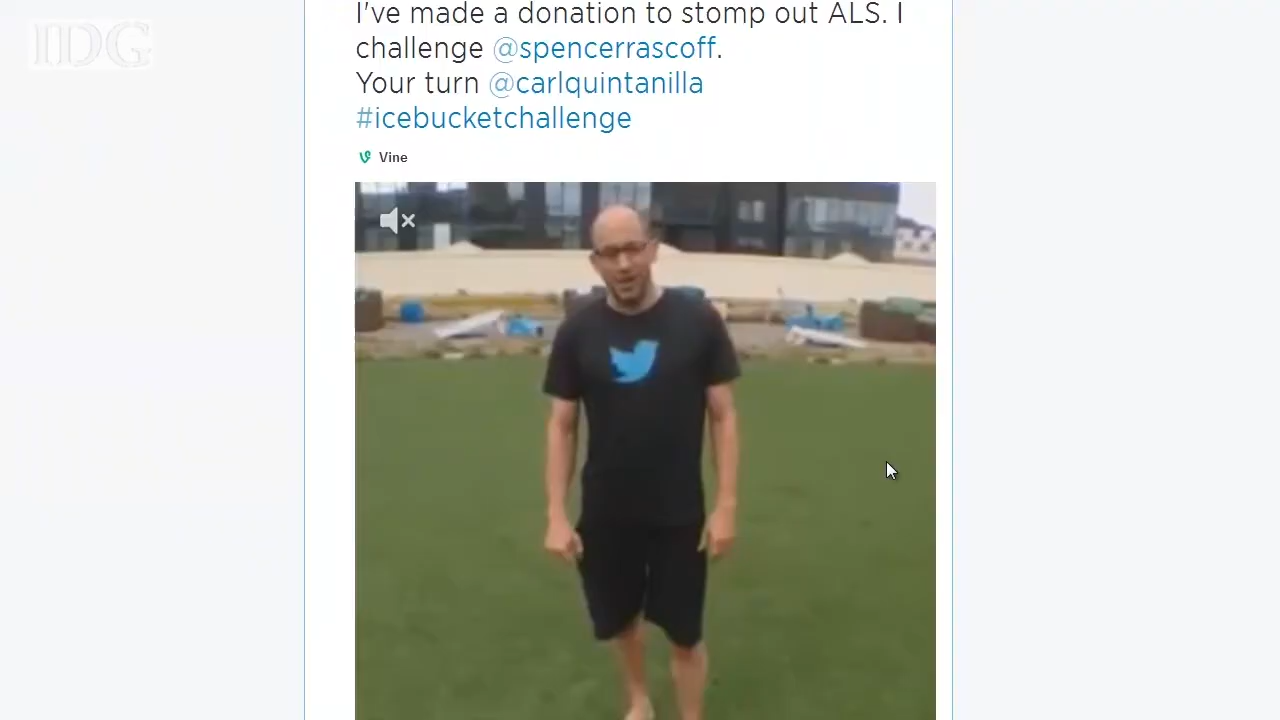 IDG
I've made a donation to stomp out ALS. I
challenge @spencerrascoff.
Your turn @carlquintanilla
#icebucketchallenge
Vine